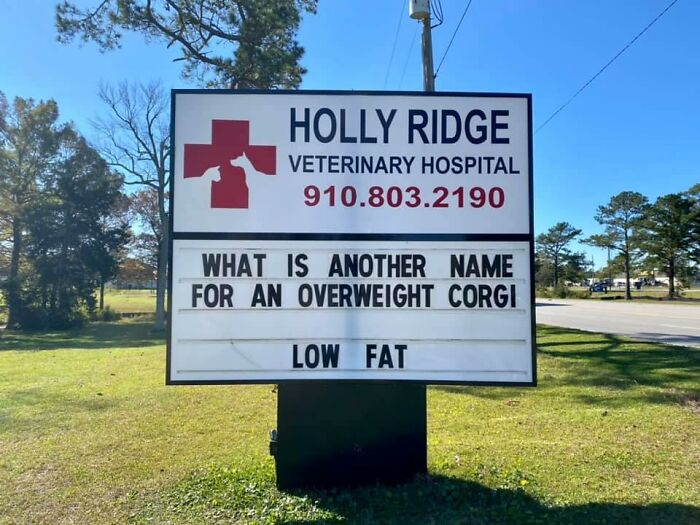 HOLLY RIDGE
VETERINARY HOSPITAL
910.803.2190
WHAT IS ANOTHER NAME
FOR AN OVERWEIGHT CORGI
LOW FAT